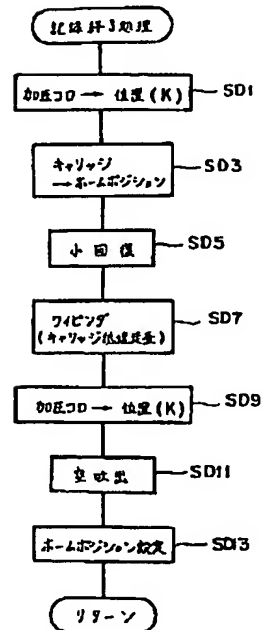 記録終了処理
加圧コロ → 位置(K)
SD1
キャリッジ
→ホームポジション
SD3
小回復
SD5
ワイピング
(キャリッジ低速走査)
SD7
加圧コロ → 位置(K)
SD9
空吐出
SD11
ホームポジション設定
SD13
リターン